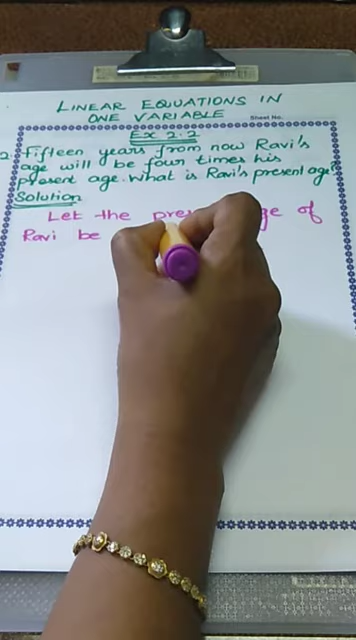 LINEAR EQUATIONS IN
ONE VARIABLE
Sheet No.
Ex 2.2
2. Fifteen years from now Ravi's
age will be four times his
present age. What is Ravi's present age?
Solution
Let the of
Ravi be